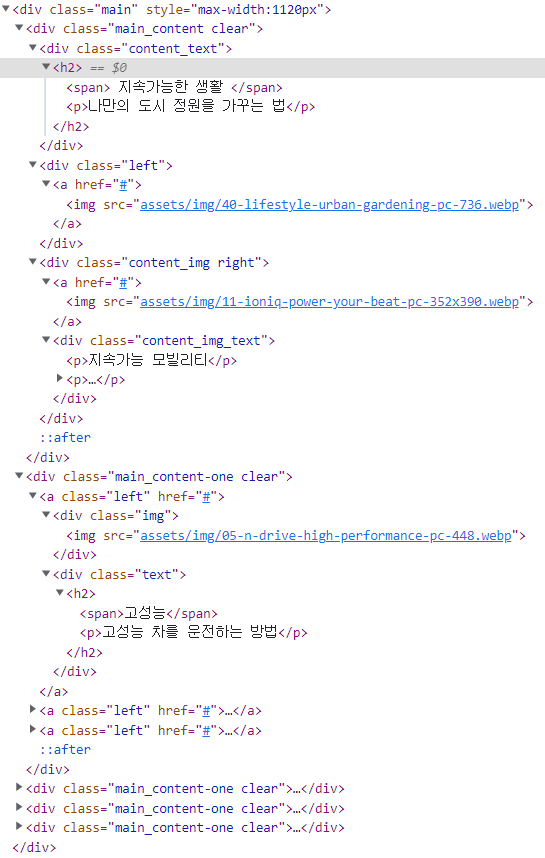 <div class="main" style="max-width:1120px">
<div class="main_content clear">
<div class="content_text">
<h2> == $0
<span> 지속가능한 생활 </span>
<p>나만의 도시 정원을 가꾸는 법</p>
</h2>
</div>
<div class="left">
<a href="#">
<img src="assets/img/40-lifestyle-urban-gardening-pc-736.webp">
</a>
</div>
<div class="content_img right">
<a href="#">
<img src="assets/img/11-ioniq-power-your-beat-pc-352x390.webp">
</a>
<div class="content_img_text">
<p>지속가능 모빌리티</p>
<p>…</p>
</div>
</div>
::after
</div>
<div class="main_content-one clear">
<a class="left" href="#">
<div class="img">
<img src="assets/img/05-n-drive-high-performance-pc-448.webp">
</div>
<div class="text">
<h2>
<span>고성능</span>
<p>고성능 차를 운전하는 방법</p>
</h2>
</div>
</a>
<a class="left" href="#">…</a>
<a class="left" href="#">…</a>
::after
</div>
<div class="main_content-one clear">…</div>
<div class="main_content-one clear">…</div>
<div class="main_content-one clear">…</div>
</div>